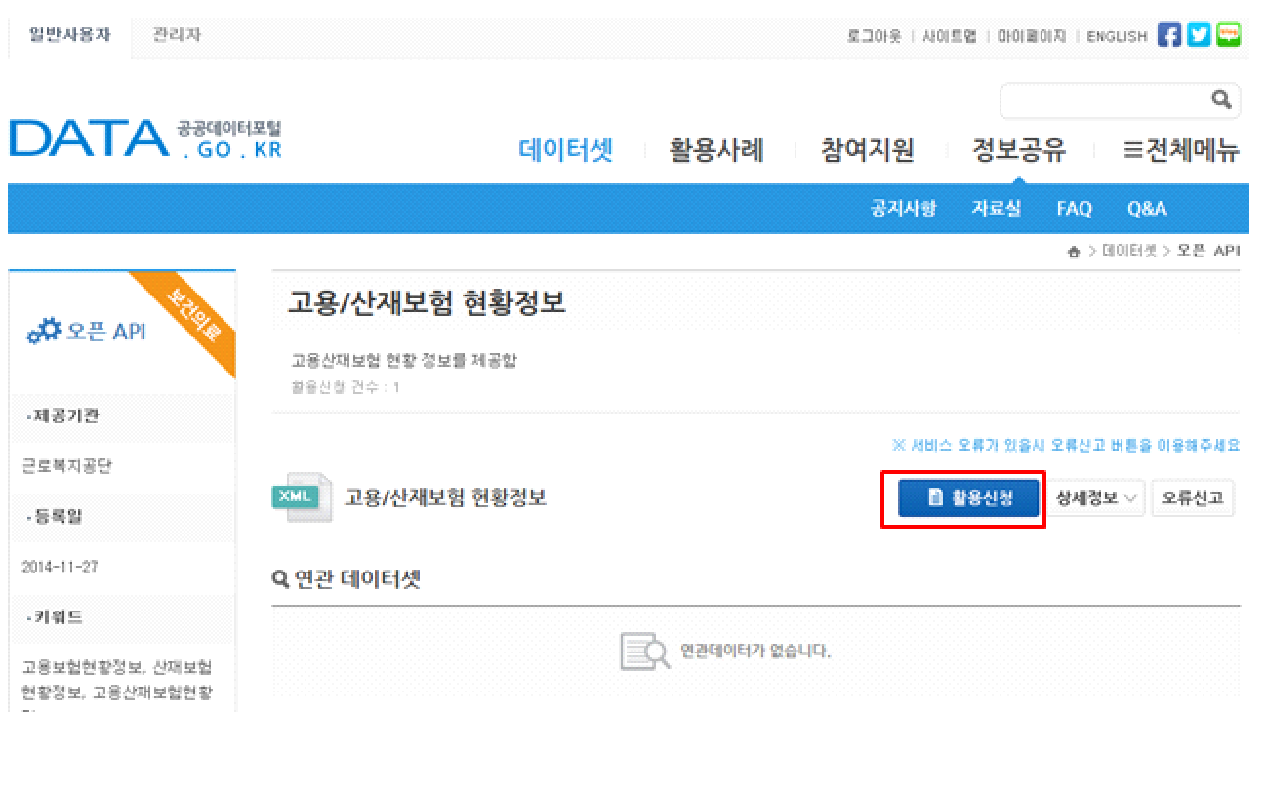 일반사용자 관리자 로그아웃 | 사이트맵 | 마이페이지 | ENGLISH
DATA 공공데이터포털
. GO . KR
데이터셋 활용사례 참여지원 정보공유 ☰전체메뉴
공지사항 자료실 FAQ Q&A
> 데이터셋 > 오픈 API
오픈 API
보건의료
·제공기관
근로복지공단
·등록일
2014-11-27
·키워드
고용보험현황정보, 산재보험
현황정보, 고용산재보험현황
고용/산재보험 현황정보
고용산재보험 현황 정보를 제공함
활용신청 건수 : 1
※ 서비스 오류가 있을시 오류신고 버튼을 이용해주세요
XML 고용/산재보험 현황정보 활용신청 상세정보 오류신고
연관 데이터셋
연관데이터가 없습니다.